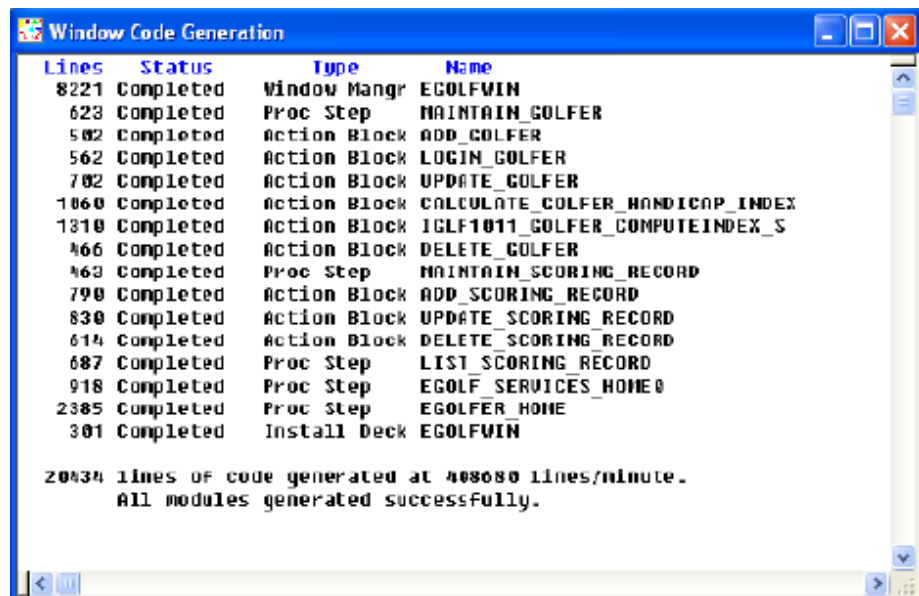 Window Code Generation
Lines Status Type Name
8221 Completed Window Mangr EGOLFWIN
623 Completed Proc Step MAINTAIN_GOLFER
502 Completed Action Block ADD_GOLFER
562 Completed Action Block LOGIN_GOLFER
702 Completed Action Block UPDATE_GOLFER
1060 Completed Action Block CALCULATE_GOLFER_HANDICAP_INDEX
1310 Completed Action Block IGLF1011_GOLFER_COMPUTEINDEX_S
466 Completed Action Block DELETE_GOLFER
463 Completed Proc Step MAINTAIN_SCORING_RECORD
790 Completed Action Block ADD_SCORING_RECORD
830 Completed Action Block UPDATE_SCORING_RECORD
614 Completed Action Block DELETE_SCORING_RECORD
687 Completed Proc Step LIST_SCORING_RECORD
918 Completed Proc Step EGOLF_SERVICES_HOME0
2385 Completed Proc Step EGOLFER_HOME
301 Completed Install Deck EGOLFWIN
20434 lines of code generated at 408680 lines/minute.
All modules generated successfully.